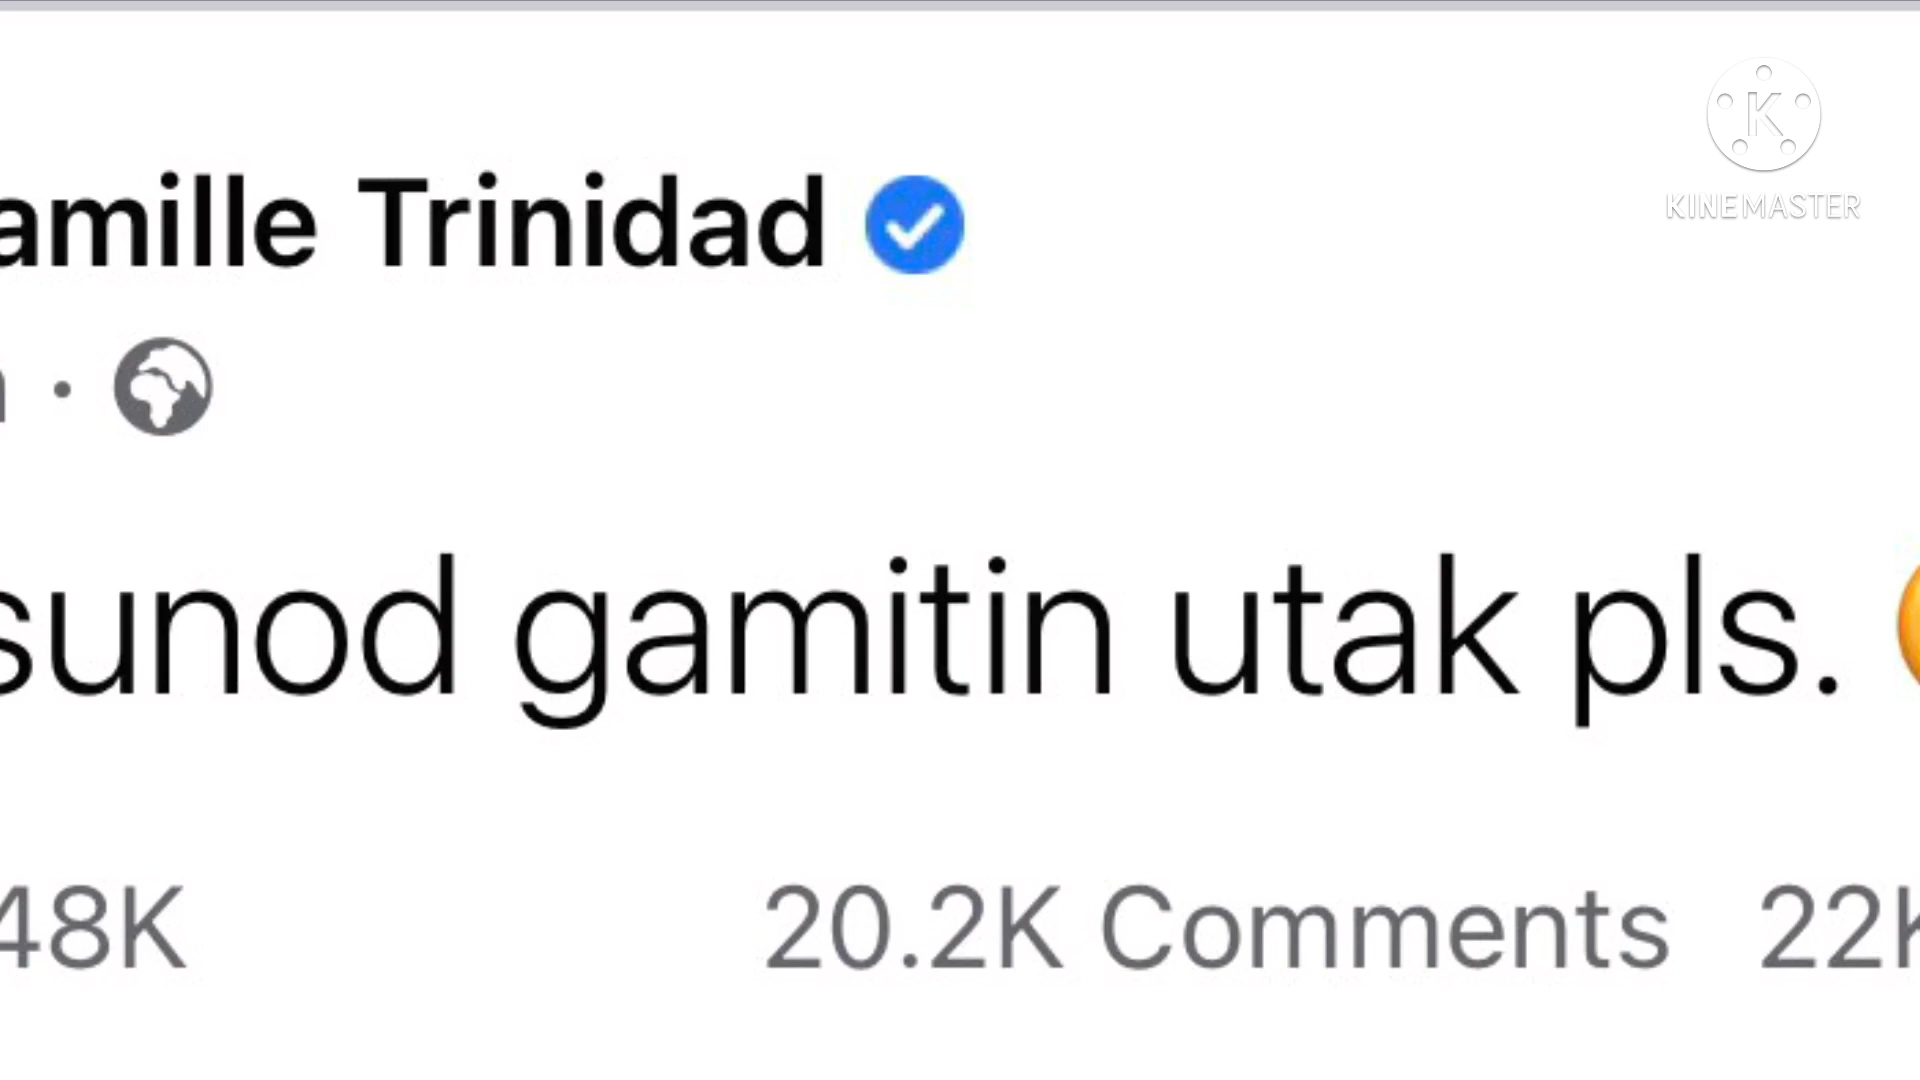 amille Trinidad
K
KINEMASTER
sunod gamitin utak pls.
48K 20.2K Comments 22K